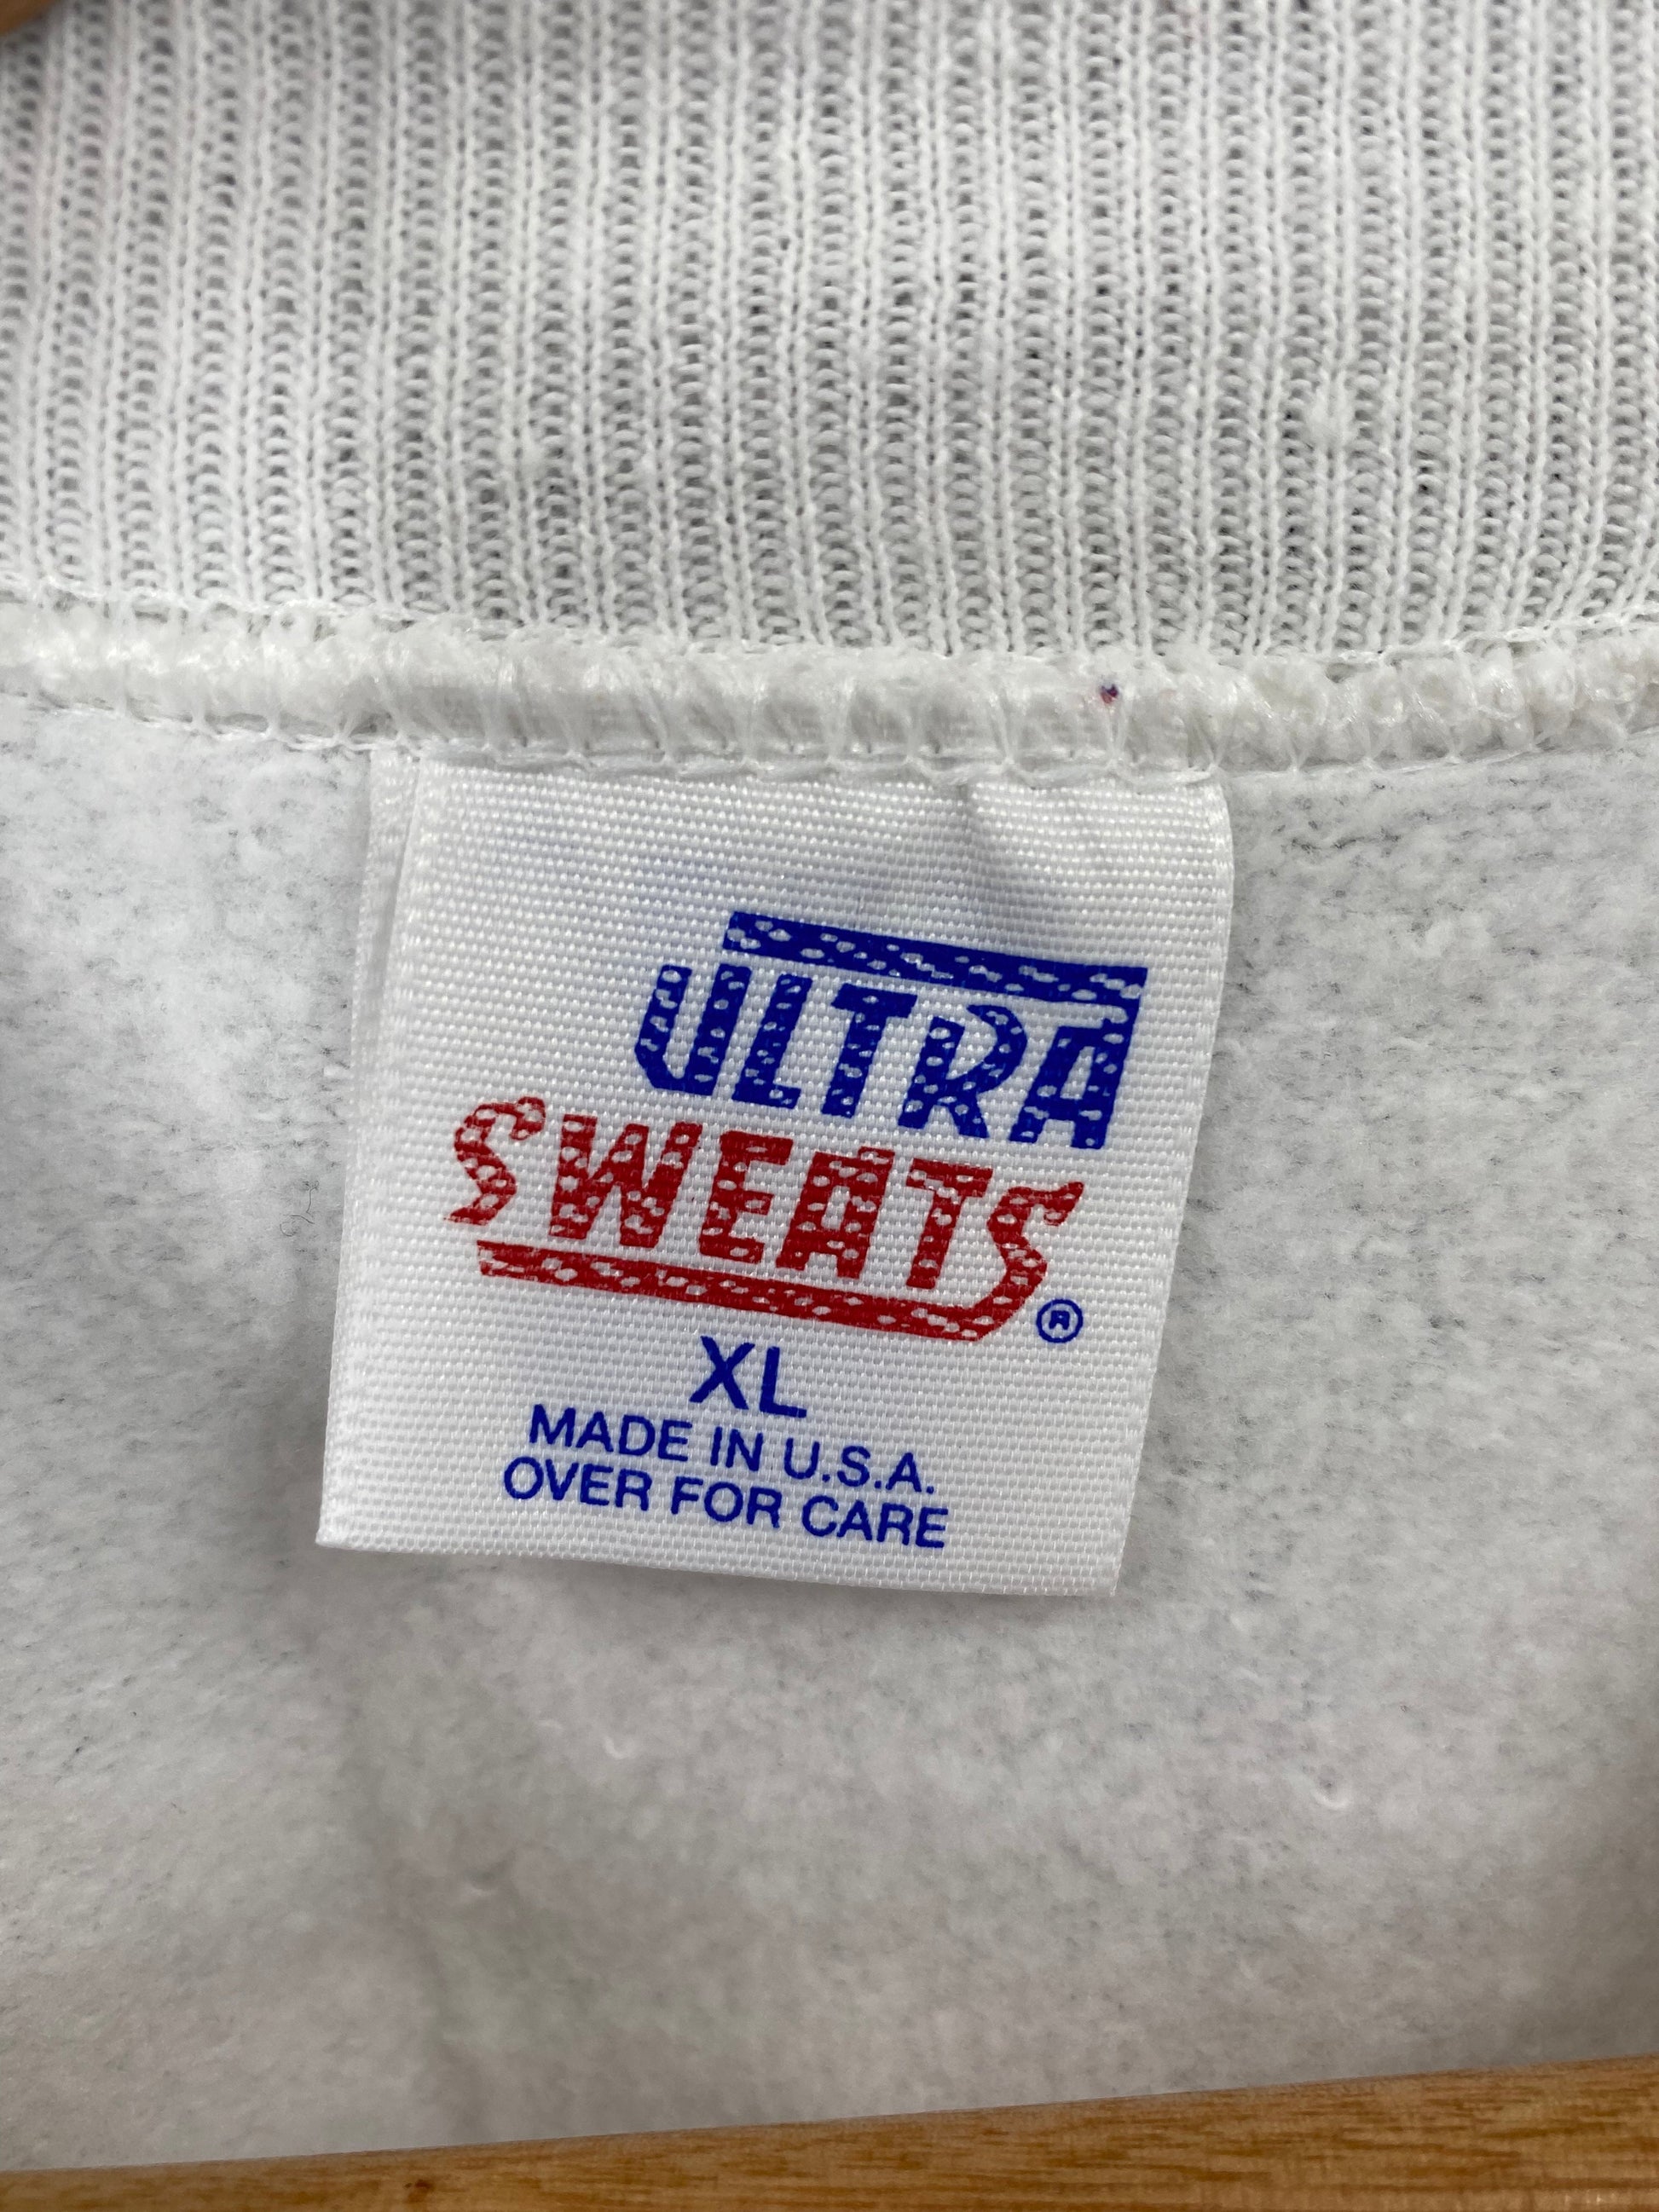 ULTRA
SWEATS®
XL
MADE IN U.S.A.
OVER FOR CARE